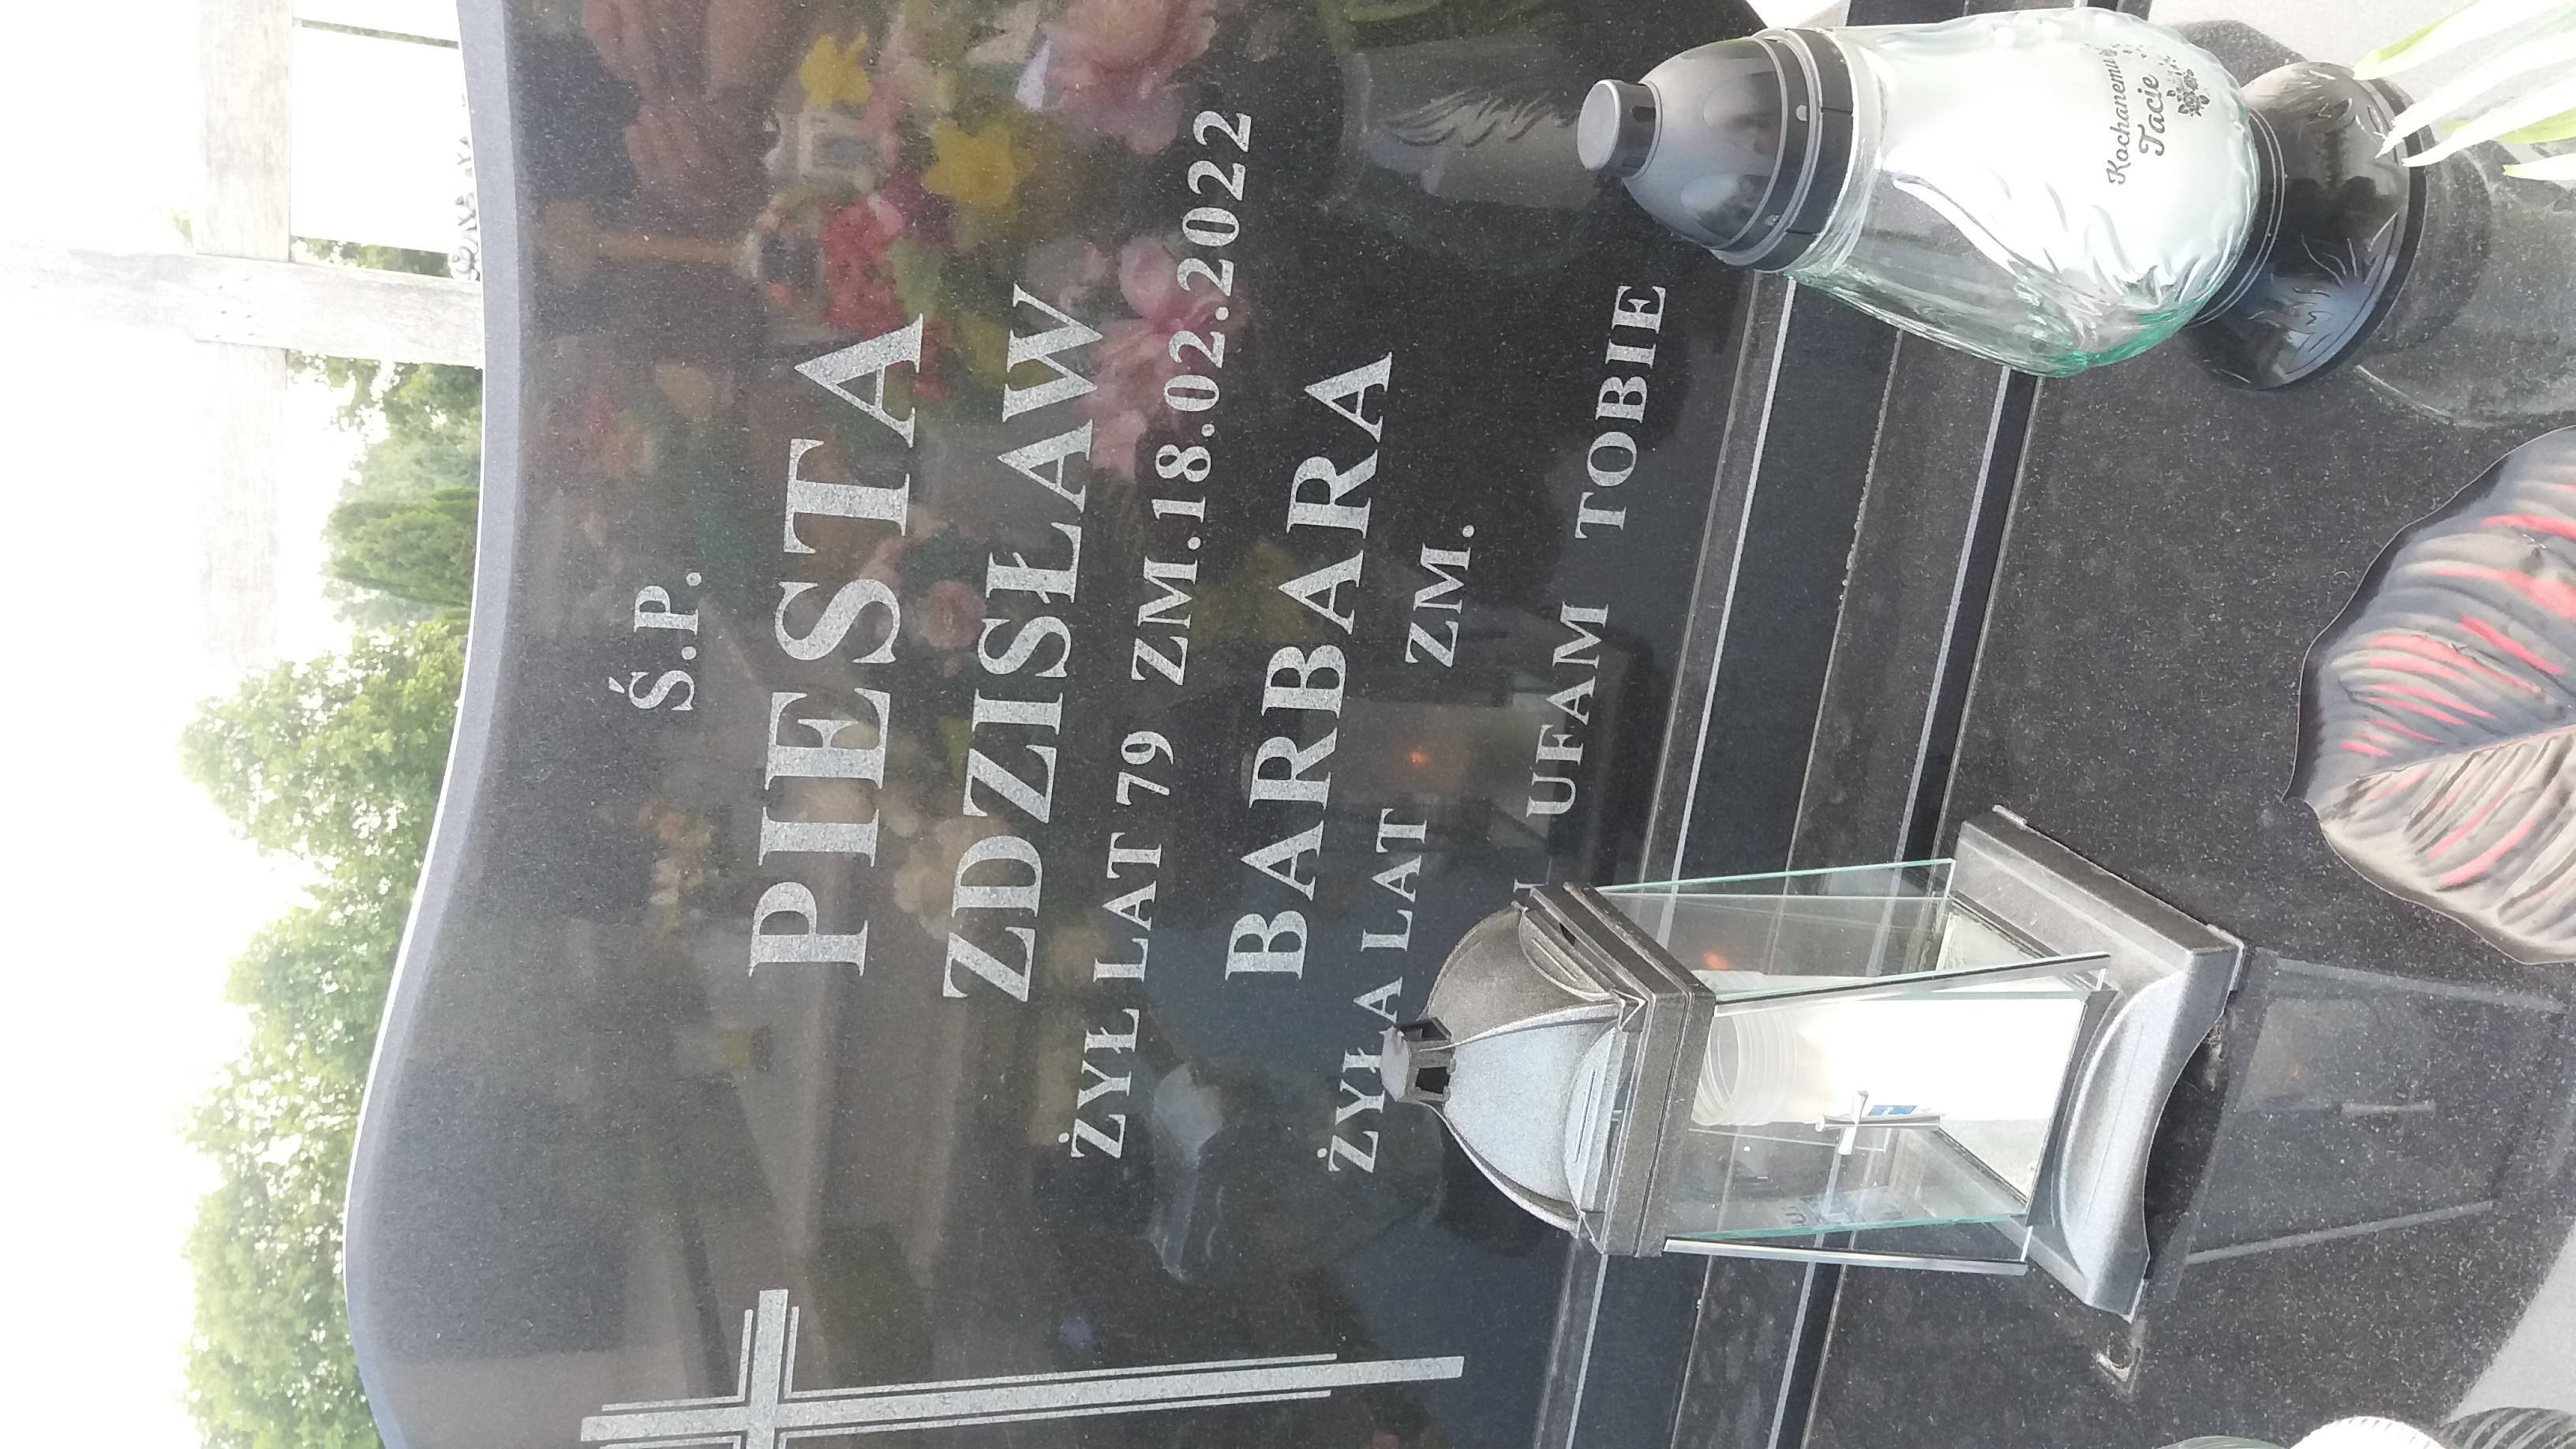 Ś.P.
PIESTA
ZDZISŁAW
ŻYŁ LAT 79 ZM.18.02.2022
BARBARA
ŻYŁA LAT ZM.
UFAM TOBIE
Kochanemu
Tacie